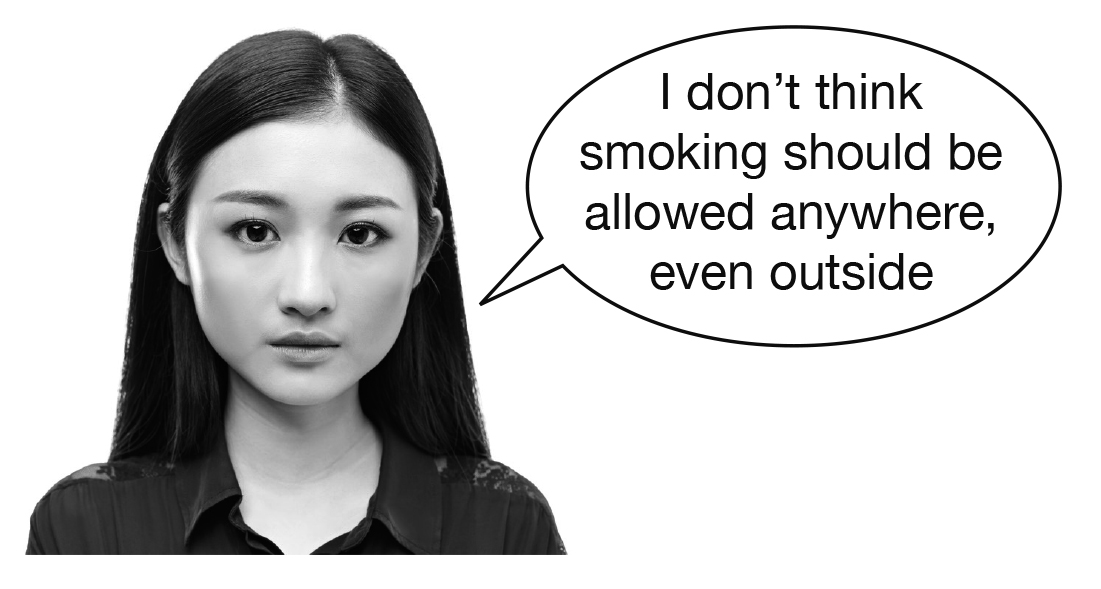 I don’t think
smoking should be
allowed anywhere,
even outside